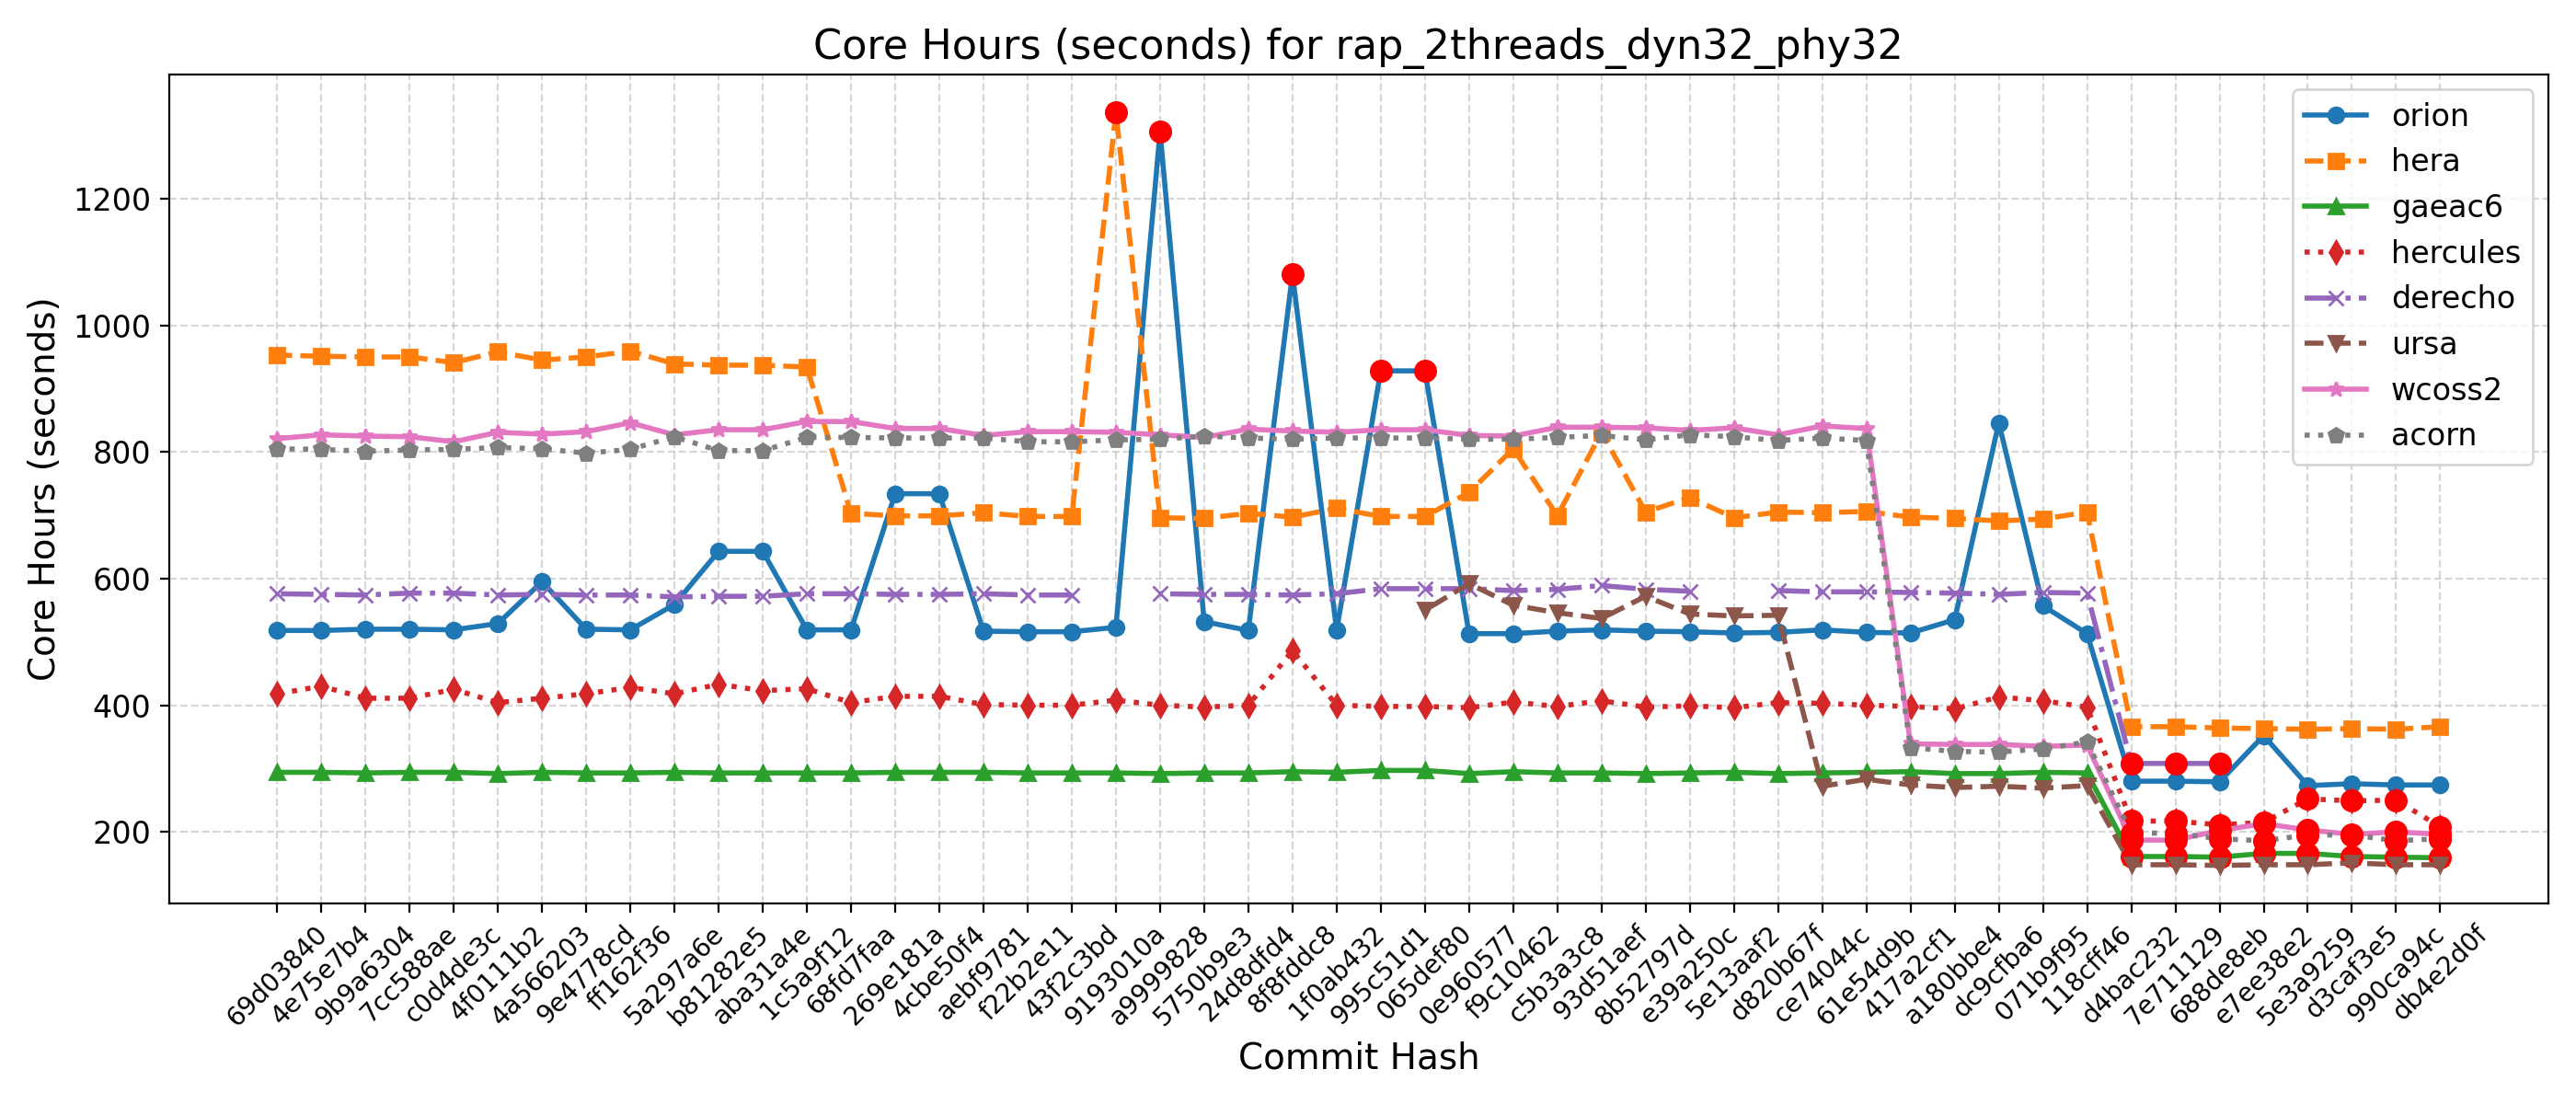 Core Hours (seconds) for rap_2threads_dyn32_phy32
Core Hours (seconds)
1200
1000
800
600
400
200
orion
hera
gaeac6
hercules
derecho
ursa
wcoss2
acorn
69d03840
4e75e7b4
9b9a6304
7cc588ae
c0d4de3c
4f0111b2
4a566203
9e4778cd
ff162f36
5a297a6e
b81282e5
aba31a4e
1c5a9f12
68fd7faa
269e181a
4cbe50f4
aebf9781
f22b2e11
43f2c3bd
9193010a
a9999828
5750b9e3
24d8dfd4
8f8fddc8
1f0ab432
995c51d1
065def80
0e960577
f9c10462
c5b3a3c8
93d51aef
8b52797d
e39a250c
5e13aaf2
d820b67f
ce74044c
61e54d9b
417a2cf1
a180bbe4
dc9cfba6
071b9f95
118cff46
d4bac232
7e711129
688de8eb
e7ee38e2
5e3a9259
d3caf3e5
990ca94c
db4e2d0f
Commit Hash